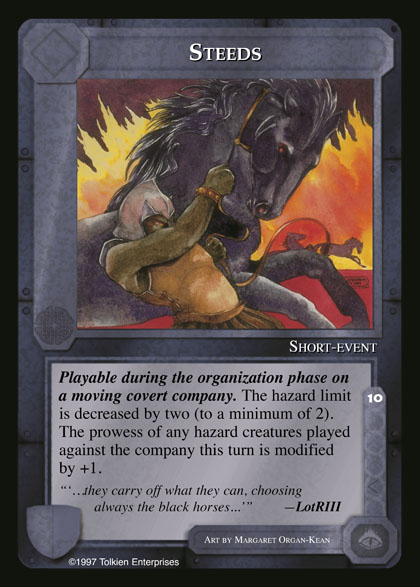 STEEDS
SHORT-EVENT
Playable during the organization phase on
a moving covert company. The hazard limit
is decreased by two (to a minimum of 2).
The prowess of any hazard creatures played
against the company this turn is modified
by +1.
10
“‘…they carry off what they can, choosing
always the black horses…’” —LotRIII
ART BY MARGARET ORGAN-KEAN
©1997 Tolkien Enterprises